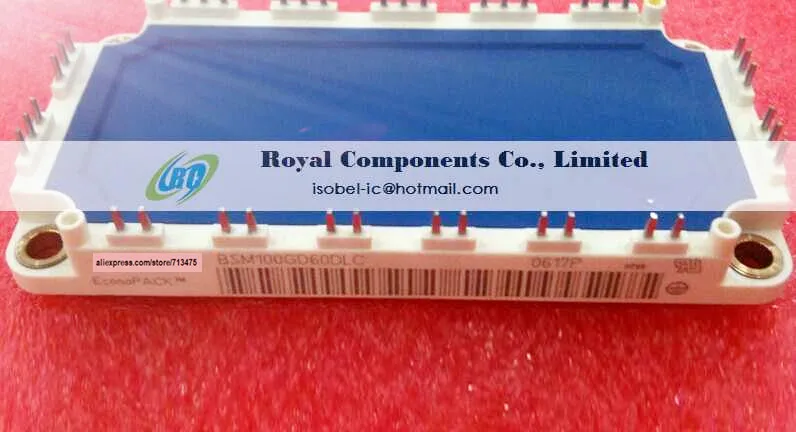 Royal Components Co., Limited
isobel-ic@hotmail.com
aliexpress.com/store/713475
BSM100GD60DLC
0617P
EconoPACK™